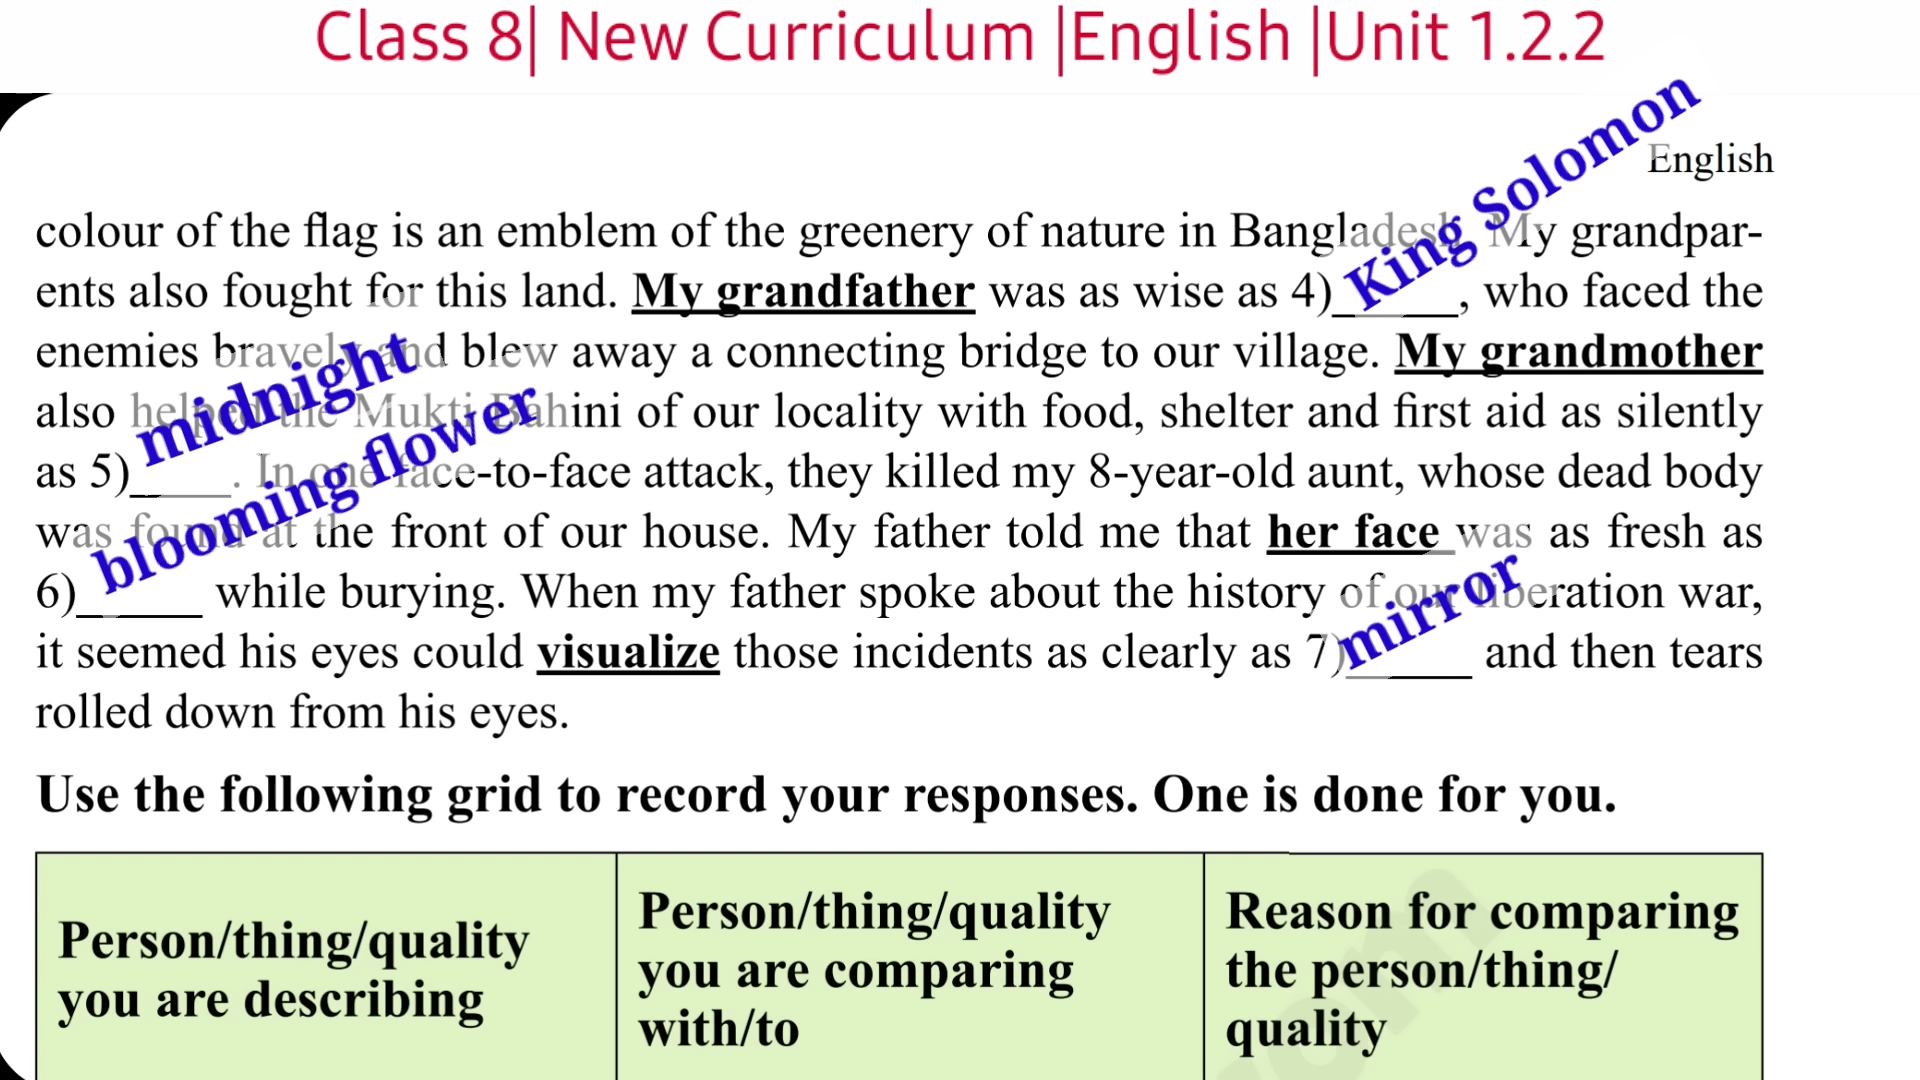 Class 8| New Curriculum |English |Unit 1.2.2
English
colour of the flag is an emblem of the greenery of nature in Bangladesh. My grandpar-
ents also fought for this land. My grandfather was as wise as 4)_____, who faced the
King Solomon
enemies bravely and blew away a connecting bridge to our village. My grandmother
also helped the Mukti Bahini of our locality with food, shelter and first aid as silently
midnight
as 5)____. In one face-to-face attack, they killed my 8-year-old aunt, whose dead body
was found at the front of our house. My father told me that her face was as fresh as
blooming flower
6)_____ while burying. When my father spoke about the history of our liberation war,
it seemed his eyes could visualize those incidents as clearly as 7)_____ and then tears
mirror
rolled down from his eyes.
Use the following grid to record your responses. One is done for you.
Person/thing/quality
you are describing
Person/thing/quality
you are comparing
with/to
Reason for comparing
the person/thing/
quality